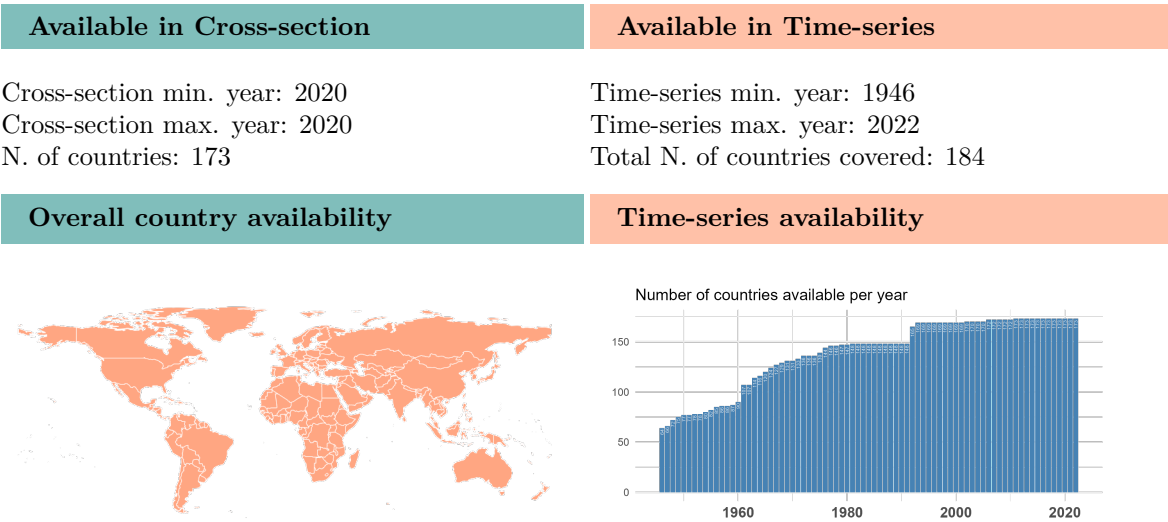 Available in Cross-section
Available in Time-series
Cross-section min. year: 2020
Cross-section max. year: 2020
N. of countries: 173
Time-series min. year: 1946
Time-series max. year: 2022
Total N. of countries covered: 184
Overall country availability
Time-series availability
Number of countries available per year
150
100
50
0
1960 1980 2000 2020